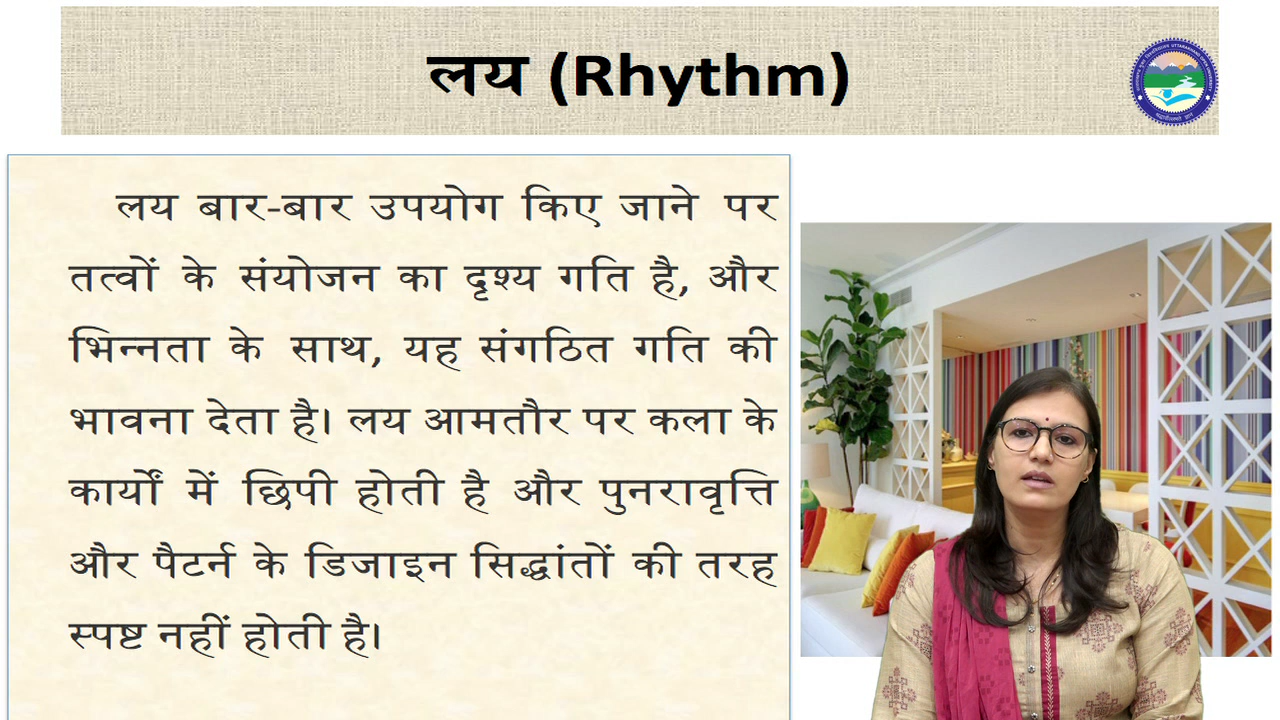 लय (Rhythm)
लय बार-बार उपयोग किए जाने पर
तत्वों के संयोजन का दृश्य गति है, और
भिन्नता के साथ, यह संगठित गति की
भावना देता है। लय आमतौर पर कला के
कार्यों में छिपी होती है और पुनरावृत्ति
और पैटर्न के डिजाइन सिद्धांतों की तरह
स्पष्ट नहीं होती है।